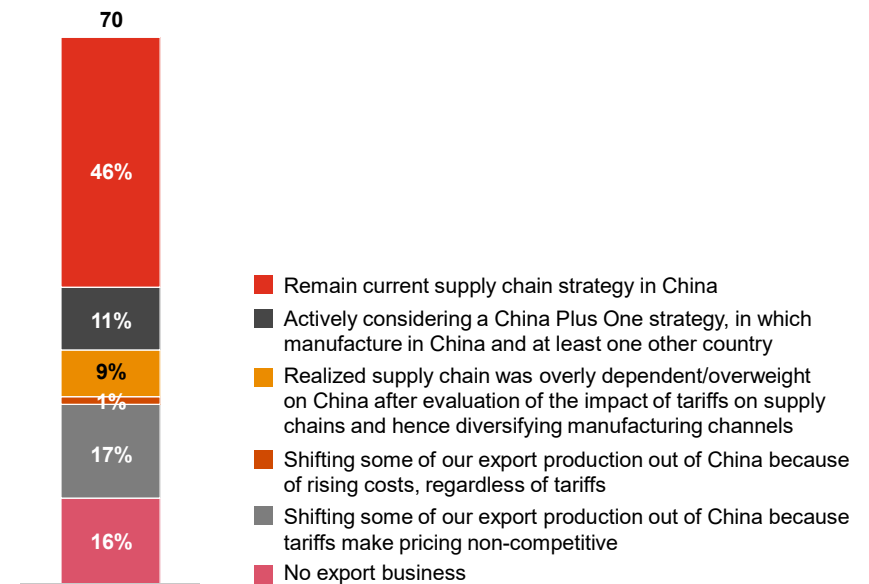 70
46%
11%
9%
1%
17%
16%
Remain current supply chain strategy in China
Actively considering a China Plus One strategy, in which
manufacture in China and at least one other country
Realized supply chain was overly dependent/overweight
on China after evaluation of the impact of tariffs on supply
chains and hence diversifying manufacturing channels
Shifting some of our export production out of China because
of rising costs, regardless of tariffs
Shifting some of our export production out of China because
tariffs make pricing non-competitive
No export business